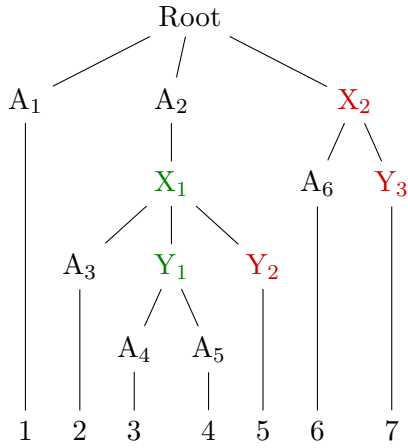 Root
A₁ A₂ X₂
X₁ A₆ Y₃
A₃ Y₁ Y₂
A₄ A₅
1 2 3 4 5 6 7